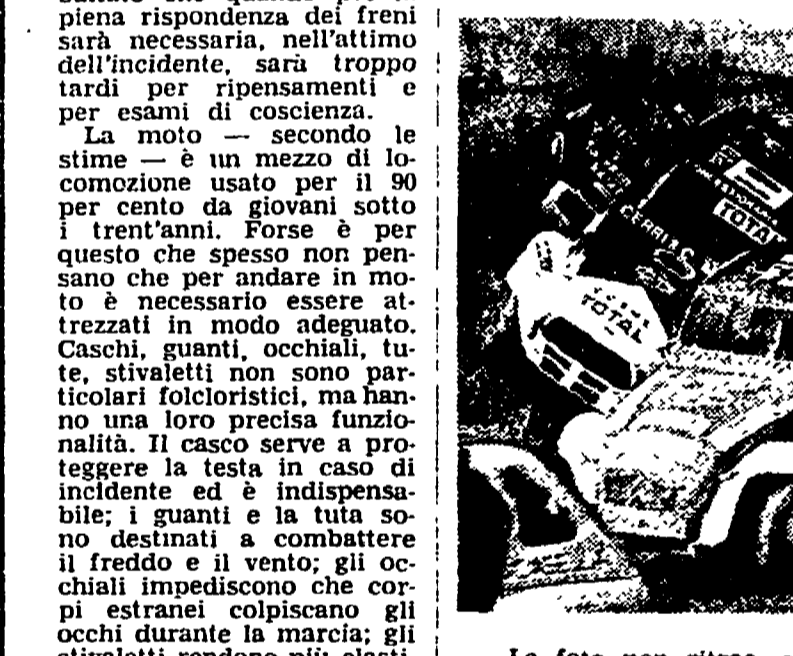 piena rispondenza dei freni
sarà necessaria, nell'attimo
dell'incidente, sarà troppo
tardi per ripensamenti e
per esami di coscienza.
La moto — secondo le
stime — è un mezzo di lo-
comozione usato per il 90
per cento da giovani sotto
i trent'anni. Forse è per
questo che spesso non pen-
sano che per andare in mo-
to è necessario essere at-
trezzati in modo adeguato.
Caschi, guanti, occhiali, tu-
te, stivaletti non sono par-
ticolari folcloristici, ma han-
no una loro precisa funzio-
nalità. Il casco serve a pro-
teggere la testa in caso di
incidente ed è indispensa-
bile; i guanti e la tuta so-
no destinati a combattere
il freddo e il vento; gli oc-
chiali impediscono che cor-
pi estranei colpiscano gli
occhi durante la marcia; gli
stivaletti rendono più elasti-
TOTAL
TOTAL
La foto non ritrae